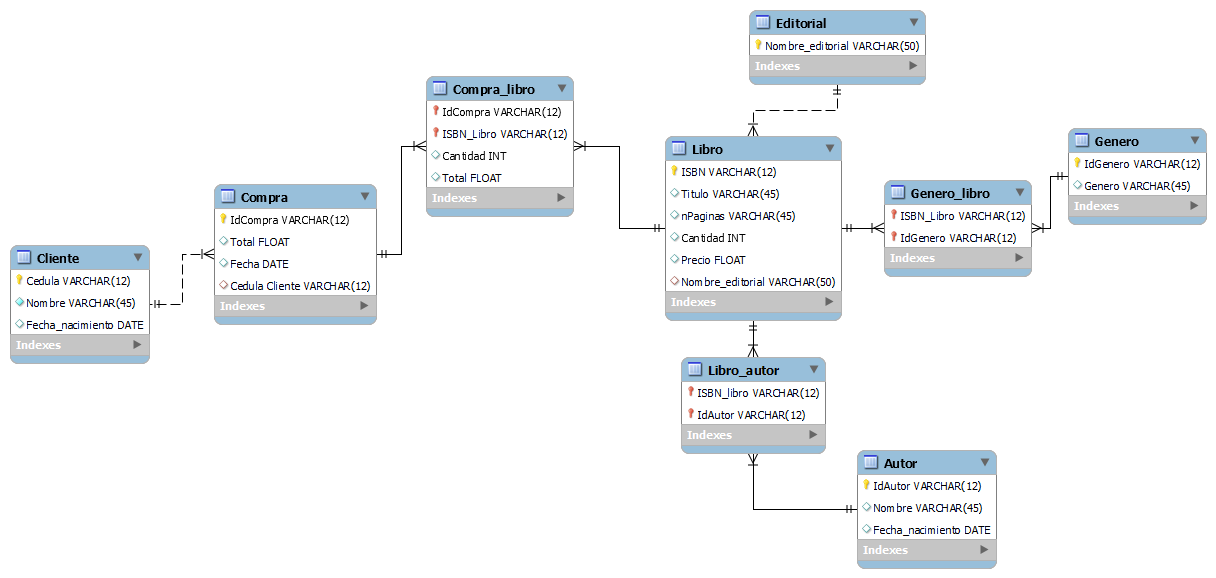 Editorial
Nombre_editorial VARCHAR(50)
Indexes
Compra_libro
IdCompra VARCHAR(12)
ISBN_Libro VARCHAR(12)
Cantidad INT
Total FLOAT
Indexes
Libro
ISBN VARCHAR(12)
Titulo VARCHAR(45)
nPaginas VARCHAR(45)
Cantidad INT
Precio FLOAT
Nombre_editorial VARCHAR(50)
Indexes
Genero
IdGenero VARCHAR(12)
Genero VARCHAR(45)
Indexes
Genero_libro
ISBN_Libro VARCHAR(12)
IdGenero VARCHAR(12)
Indexes
Compra
IdCompra VARCHAR(12)
Total FLOAT
Fecha DATE
Cedula Cliente VARCHAR(12)
Indexes
Cliente
Cedula VARCHAR(12)
Nombre VARCHAR(45)
Fecha_nacimiento DATE
Indexes
Libro_autor
ISBN_libro VARCHAR(12)
IdAutor VARCHAR(12)
Indexes
Autor
IdAutor VARCHAR(12)
Nombre VARCHAR(45)
Fecha_nacimiento DATE
Indexes